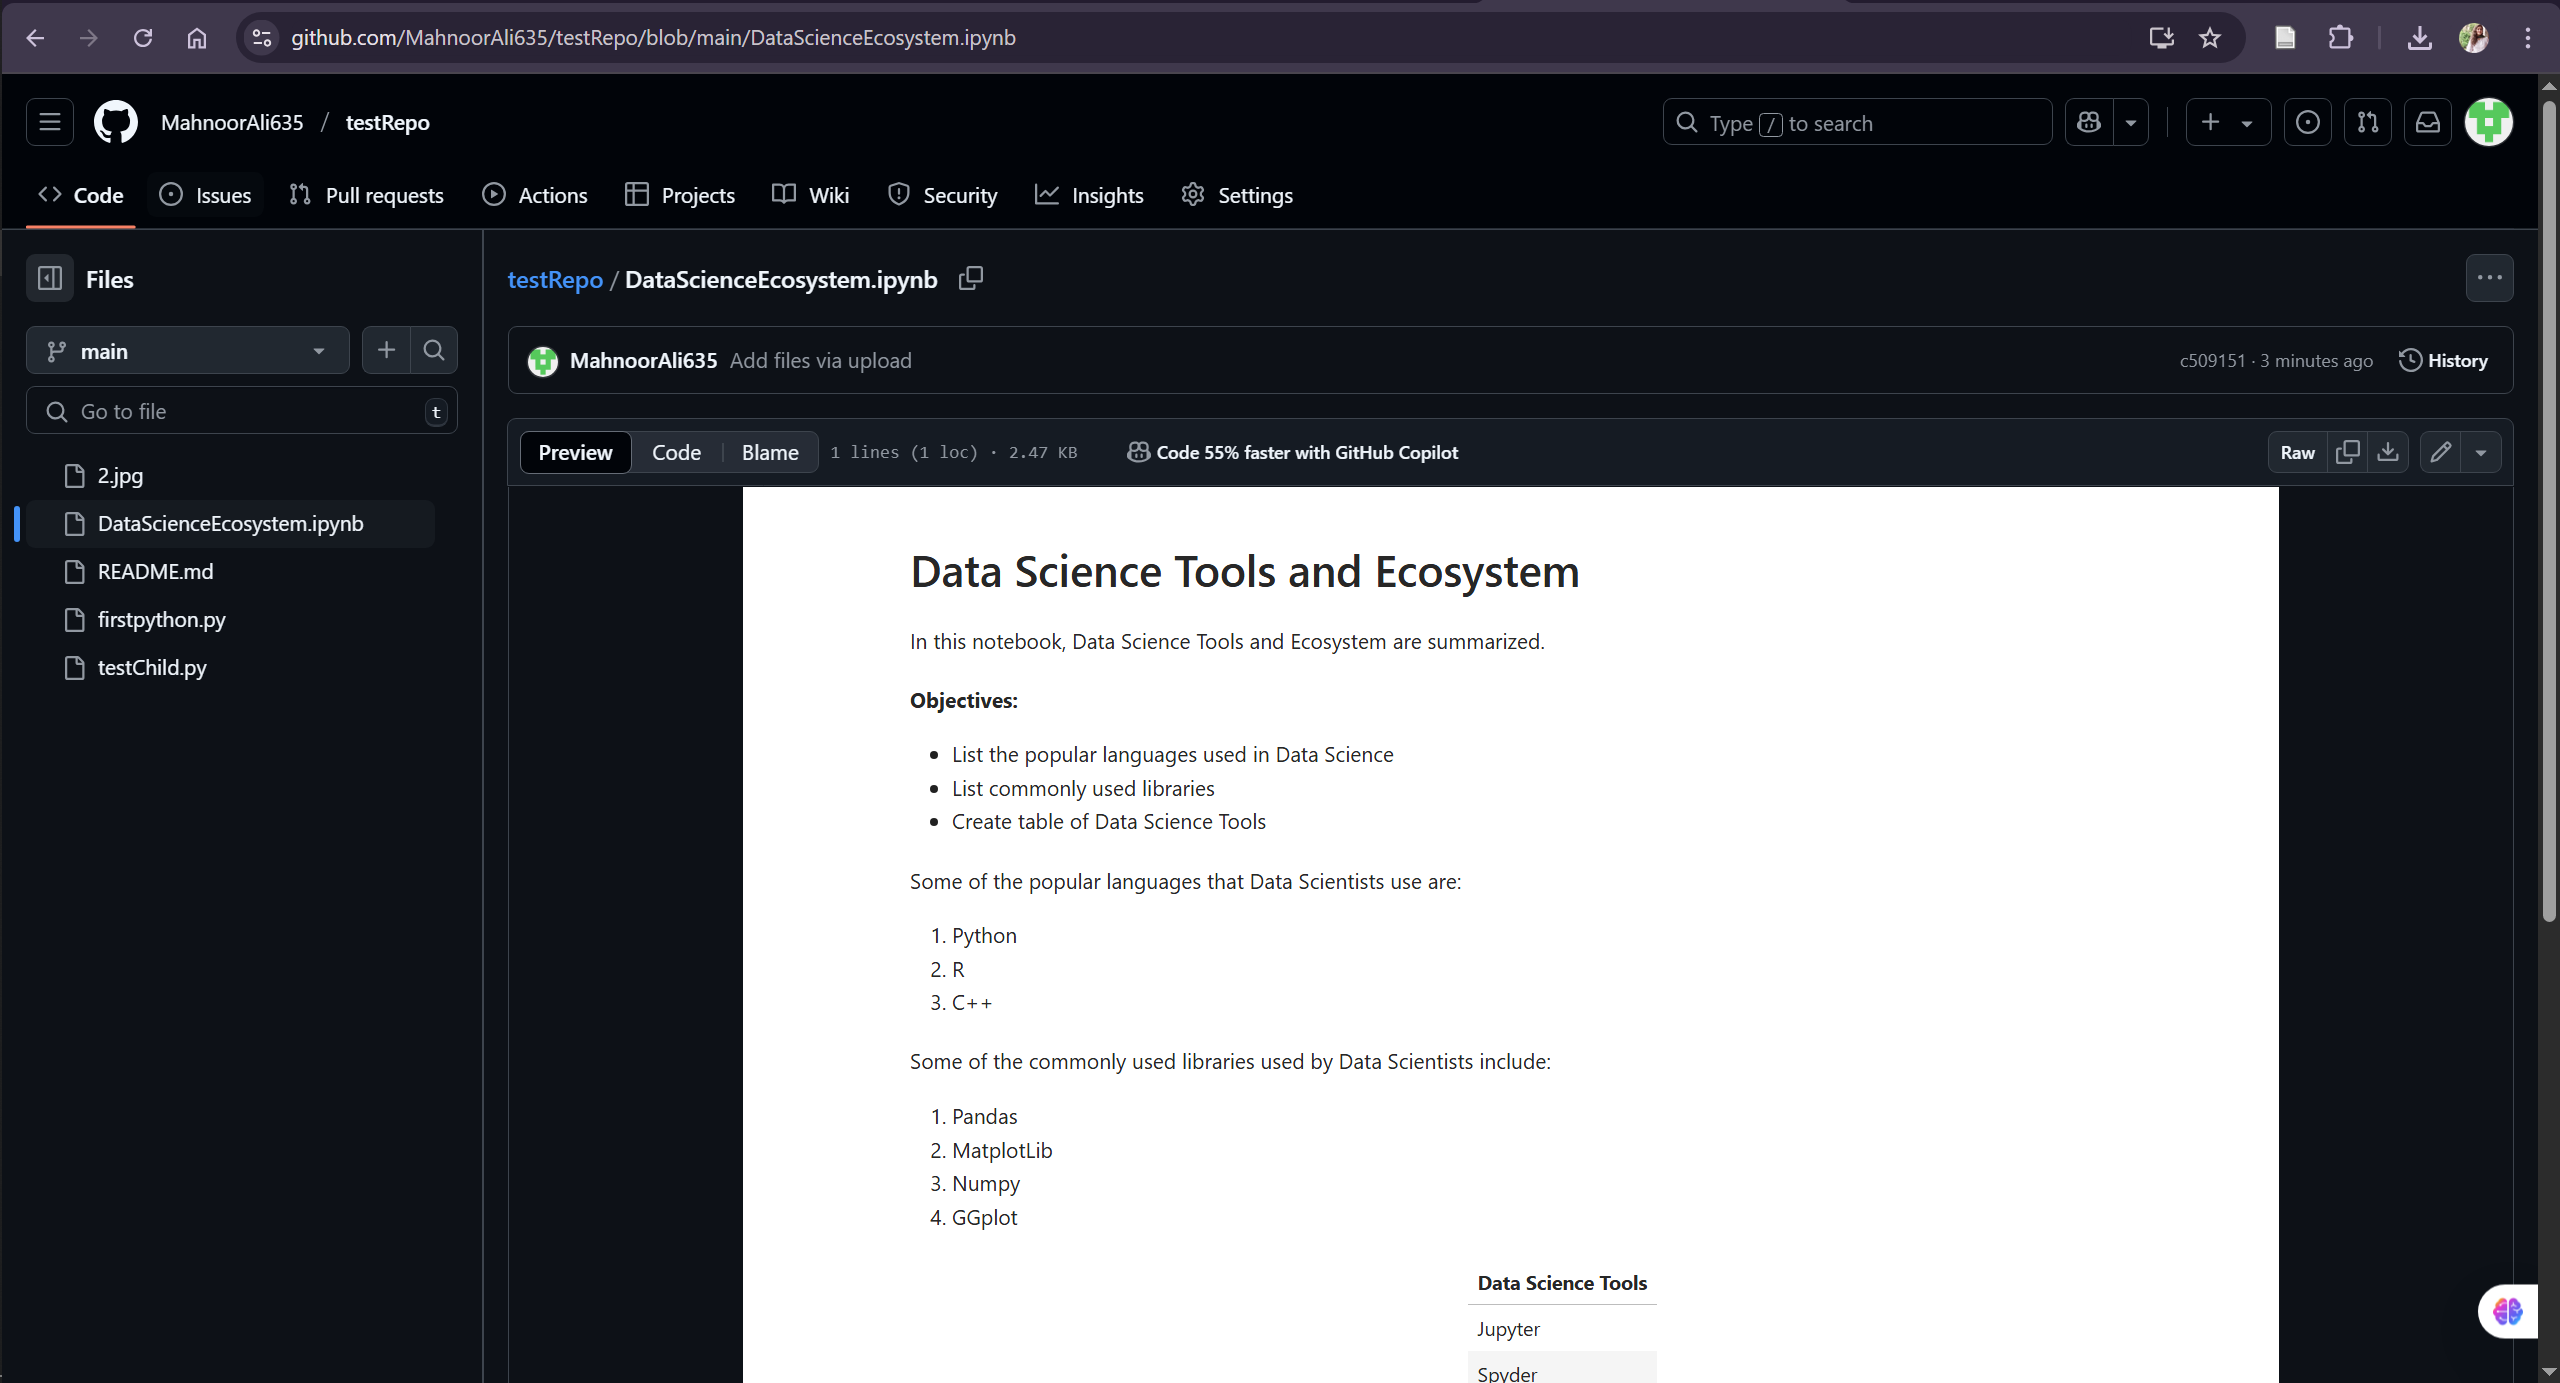 github.com/MahnoorAli635/testRepo/blob/main/DataScienceEcosystem.ipynb
MahnoorAli635 / testRepo
Type / to search
Code
Issues
Pull requests
Actions
Projects
Wiki
Security
Insights
Settings
Files
main
Go to file
t
2.jpg
DataScienceEcosystem.ipynb
README.md
firstpython.py
testChild.py
testRepo / DataScienceEcosystem.ipynb
MahnoorAli635 Add files via upload
c509151 · 3 minutes ago
History
Preview
Code
Blame
1 lines (1 loc) · 2.47 KB
Code 55% faster with GitHub Copilot
Raw
Data Science Tools and Ecosystem
In this notebook, Data Science Tools and Ecosystem are summarized.
Objectives:
• List the popular languages used in Data Science
• List commonly used libraries
• Create table of Data Science Tools
Some of the popular languages that Data Scientists use are:
1. Python
2. R
3. C++
Some of the commonly used libraries used by Data Scientists include:
1. Pandas
2. MatplotLib
3. Numpy
4. GGplot
Data Science Tools
Jupyter
Spyder